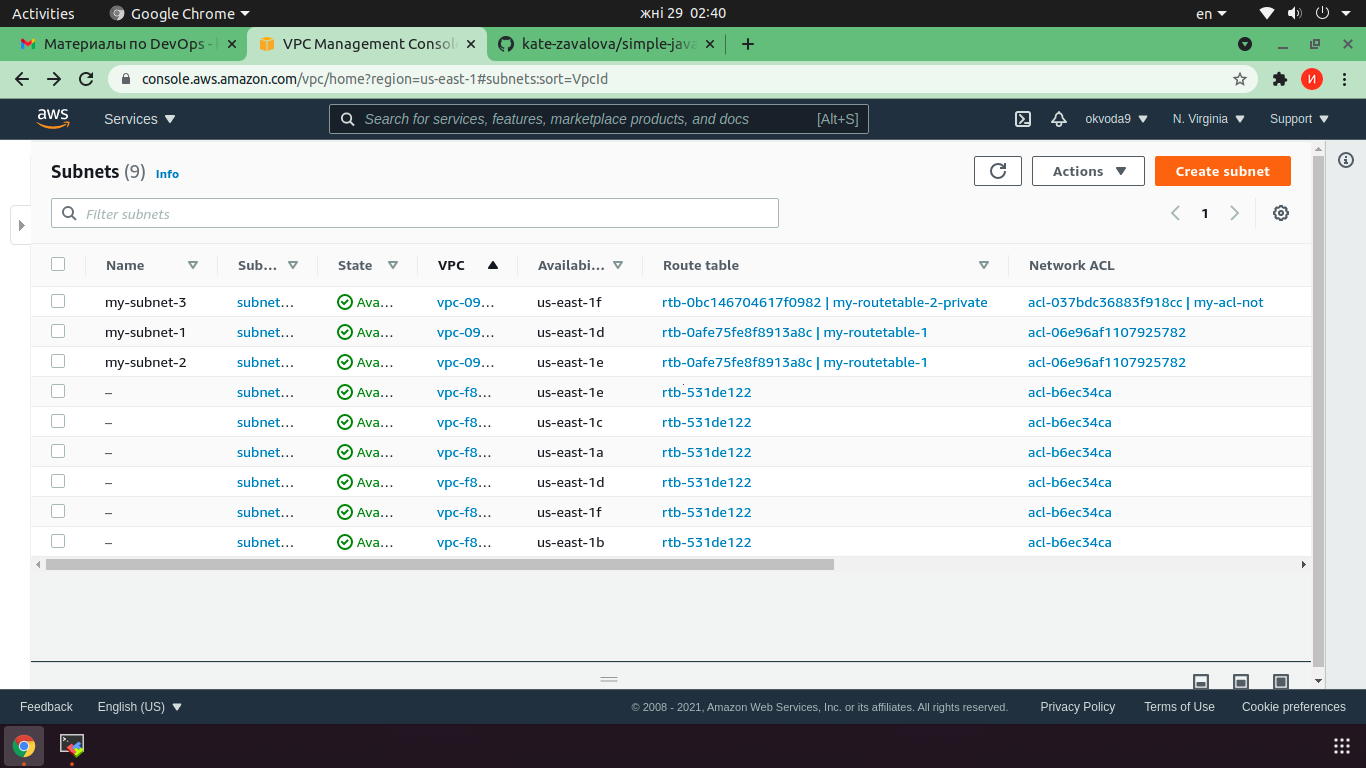 Activities Google Chrome жні 29 02:40 en
Материалы по DevOps - VPC Management Console kate-zavalova/simple-java
console.aws.amazon.com/vpc/home?region=us-east-1#subnets:sort=VpcId И
aws Services Search for services, features, marketplace products, and docs [Alt+S] okvoda9 N. Virginia Support
Subnets (9) Info Actions Create subnet
Filter subnets 1
Name Sub... State VPC Availabi... Route table Network ACL
my-subnet-3 subnet... Ava... vpc-09... us-east-1f rtb-0bc146704617f0982 | my-routetable-2-private acl-037bdc36883f918cc | my-acl-not
my-subnet-1 subnet... Ava... vpc-09... us-east-1d rtb-0afe75fe8f8913a8c | my-routetable-1 acl-06e96af1107925782
my-subnet-2 subnet... Ava... vpc-09... us-east-1e rtb-0afe75fe8f8913a8c | my-routetable-1 acl-06e96af1107925782
– subnet... Ava... vpc-f8... us-east-1e rtb-531de122 acl-b6ec34ca
– subnet... Ava... vpc-f8... us-east-1c rtb-531de122 acl-b6ec34ca
– subnet... Ava... vpc-f8... us-east-1a rtb-531de122 acl-b6ec34ca
– subnet... Ava... vpc-f8... us-east-1d rtb-531de122 acl-b6ec34ca
– subnet... Ava... vpc-f8... us-east-1f rtb-531de122 acl-b6ec34ca
– subnet... Ava... vpc-f8... us-east-1b rtb-531de122 acl-b6ec34ca
Feedback English (US) © 2008 - 2021, Amazon Web Services, Inc. or its affiliates. All rights reserved. Privacy Policy Terms of Use Cookie preferences